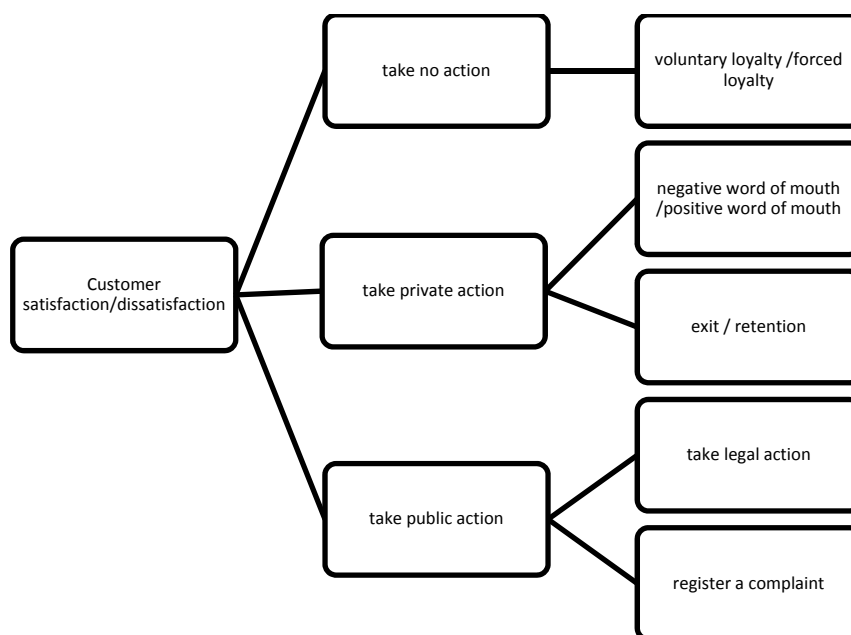 take no action
voluntary loyalty /forced
loyalty
negative word of mouth
/positive word of mouth
Customer
satisfaction/dissatisfaction
take private action
exit / retention
take legal action
take public action
register a complaint